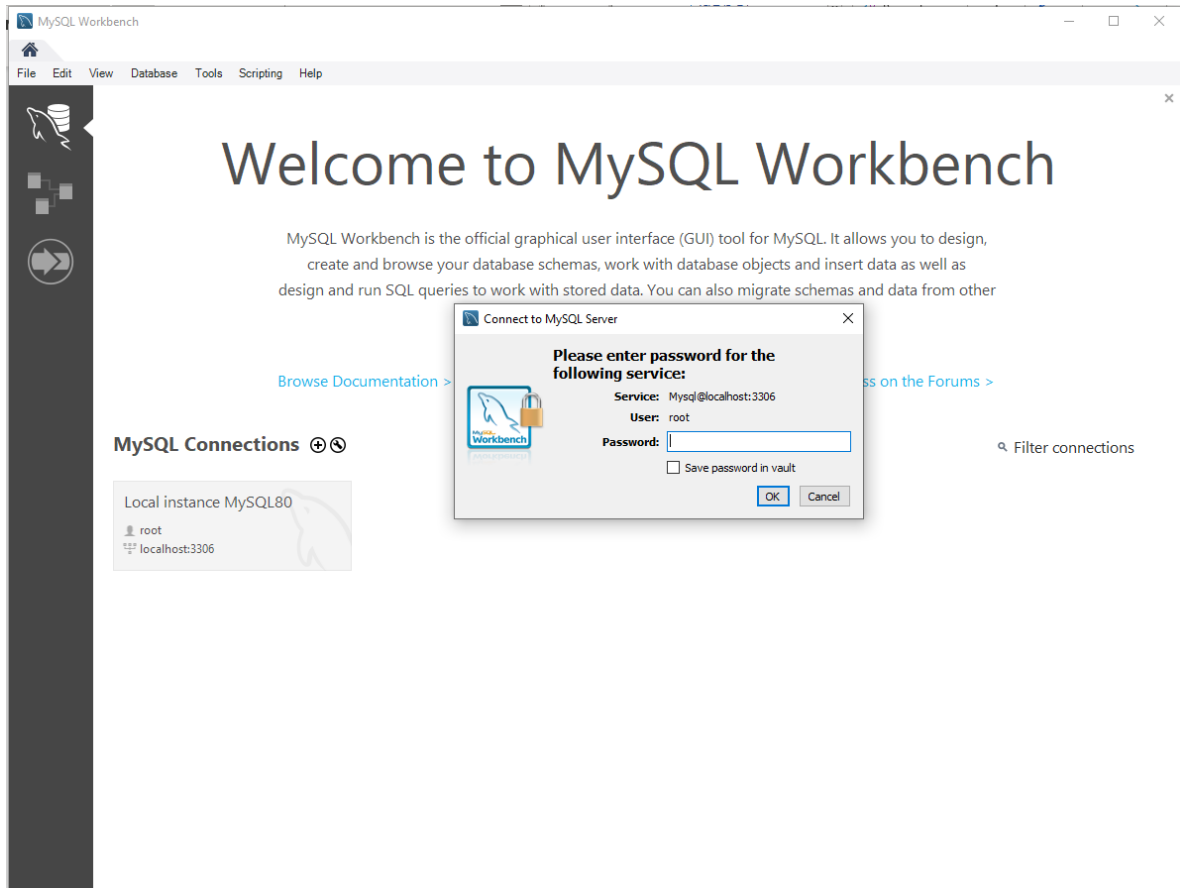 MySQL Workbench
File Edit View Database Tools Scripting Help
Welcome to MySQL Workbench
MySQL Workbench is the official graphical user interface (GUI) tool for MySQL. It allows you to design,
create and browse your database schemas, work with database objects and insert data as well as
design and run SQL queries to work with stored data. You can also migrate schemas and data from other
Connect to MySQL Server
Please enter password for the
following service:
Service: Mysql@localhost:3306
User: root
Password:
Save password in vault
OK Cancel
Workbench
Browse Documentation >
ss on the Forums >
MySQL Connections
Filter connections
Local instance MySQL80
root
localhost:3306